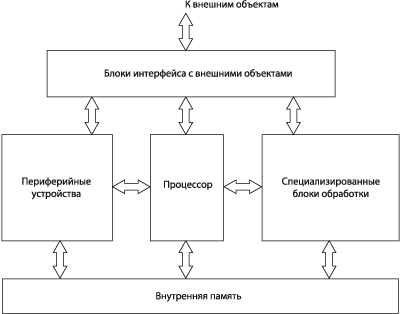 К внешним объектам
Блоки интерфейса с внешними объектами
Периферийные
устройства
Процессор
Специализированные
блоки обработки
Внутренняя память